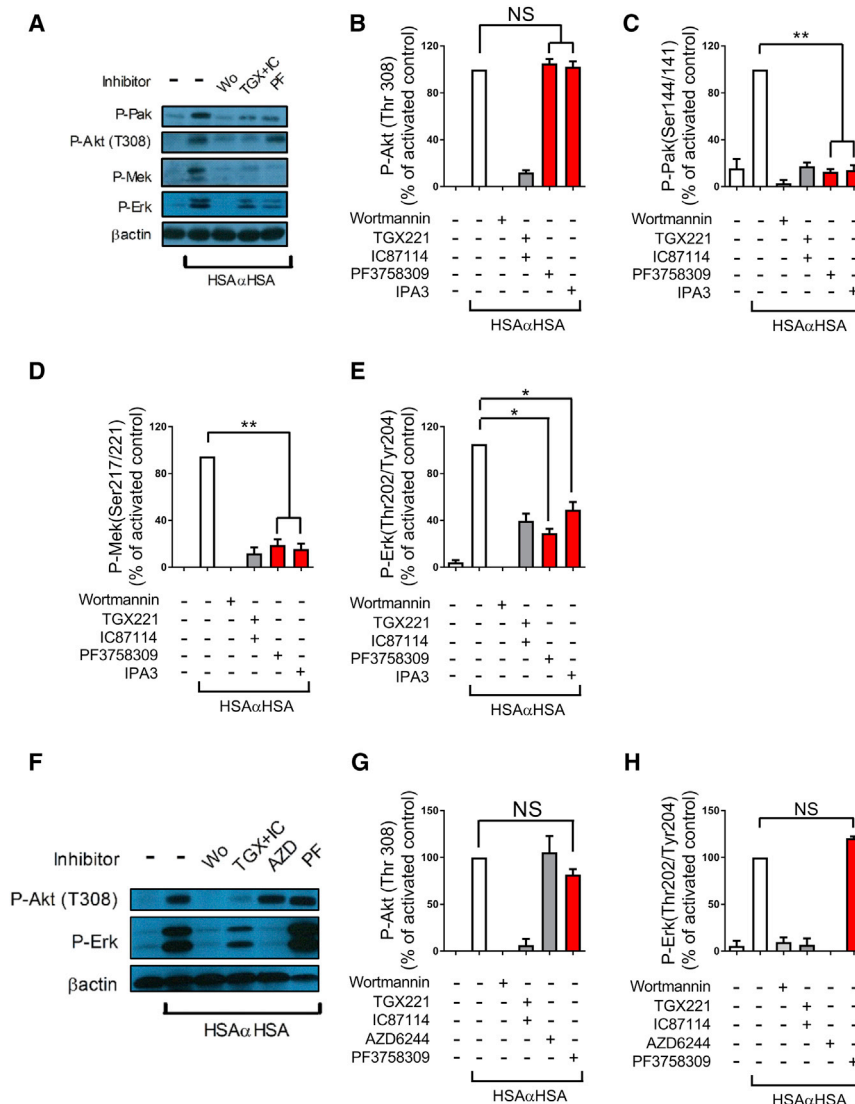 A
Inhibitor - - Wo TGX+IC PF
P-Pak
P-Akt (T308)
P-Mek
P-Erk
βactin
HSAαHSA
B
NS
P-Akt (Thr 308)
(% of activated control)
120
80
40
0
Wortmannin - - + - - -
TGX221 - - - + - -
IC87114 - - - + - -
PF3758309 - - - - + -
IPA3 - - - - - +
HSAαHSA
C
**
P-Pak(Ser144/141)
(% of activated control)
120
80
40
0
Wortmannin - - + - - -
TGX221 - - - + - -
IC87114 - - - + - -
PF3758309 - - - - + -
IPA3 - - - - - +
HSAαHSA
D
**
P-Mek(Ser217/221)
(% of activated control)
120
80
40
0
Wortmannin - - + - - -
TGX221 - - - + - -
IC87114 - - - + - -
PF3758309 - - - - + -
IPA3 - - - - - +
HSAαHSA
E
*
*
P-Erk(Thr202/Tyr204)
(% of activated control)
120
80
40
0
Wortmannin - - + - - -
TGX221 - - - + - -
IC87114 - - - + - -
PF3758309 - - - - + -
IPA3 - - - - - +
HSAαHSA
F
Inhibitor - - Wo TGX+IC AZD PF
P-Akt (T308)
P-Erk
βactin
HSAαHSA
G
NS
P-Akt (Thr 308)
(% of activated control)
150
100
50
0
Wortmannin - - + - - -
TGX221 - - - + - -
IC87114 - - - + - -
AZD6244 - - - - + -
PF3758309 - - - - - +
HSAαHSA
H
NS
P-Erk(Thr202/Tyr204)
(% of activated control)
150
100
50
0
Wortmannin - - + - - -
TGX221 - - - + - -
IC87114 - - - + - -
AZD6244 - - - - + -
PF3758309 - - - - - +
HSAαHSA